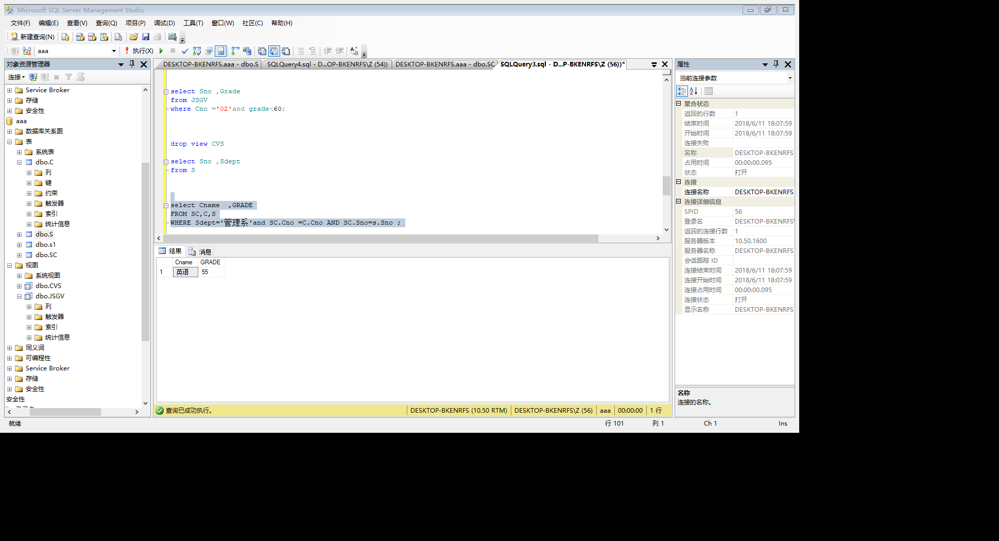 Microsoft SQL Server Management Studio
文件(F) 编辑(E) 查看(V) 查询(Q) 项目(P) 调试(D) 工具(T) 窗口(W) 社区(C) 帮助(H)
新建查询(N)
aaa 执行(X)
对象资源管理器
连接
Service Broker
存储
安全性
aaa
数据库关系图
表
系统表
dbo.C
列
键
约束
触发器
索引
统计信息
dbo.S
dbo.s1
dbo.SC
视图
系统视图
dbo.CVS
dbo.JSGV
列
触发器
索引
统计信息
同义词
可编程性
Service Broker
存储
安全性
安全性
DESKTOP-BKENRFS.aaa - dbo.S SQLQuery4.sql - D...OP-BKENRFS\Z (54)) DESKTOP-BKENRFS.aaa - dbo.SC SQLQuery3.sql - D...P-BKENRFS\Z (56))*
select Sno ,Grade
from JSGV
where Cno ='02'and grade<60;
drop view CVS
select Sno ,Sdept
from S
select Cname  ,GRADE
FROM SC,C,S
WHERE Sdept='管理系'and SC.Cno =C.Cno AND SC.Sno=s.Sno ;
结果 消息
Cname GRADE
1 英语 55
查询已成功执行。 DESKTOP-BKENRFS (10.50 RTM) DESKTOP-BKENRFS\Z (56) aaa 00:00:00 1 行
属性
当前连接参数
聚合状态
返回的行数 1
结束时间 2018/6/11 18:07:59
开始时间 2018/6/11 18:07:59
连接失败
名称 DESKTOP-BKENRFS
占用时间 00:00:00.095
状态 打开
连接
连接名称 DESKTOP-BKENRFS
连接详细信息
SPID 56
登录名 DESKTOP-BKENRFS\
返回的连接行数 1
服务器版本 10.50.1600
服务器名称 DESKTOP-BKENRFS
会话跟踪 ID
连接结束时间 2018/6/11 18:07:59
连接开始时间 2018/6/11 18:07:59
连接占用时间 00:00:00.095
连接状态 打开
显示名称 DESKTOP-BKENRFS
名称
连接的名称。
就绪 行 101 列 1 Ch 1 Ins